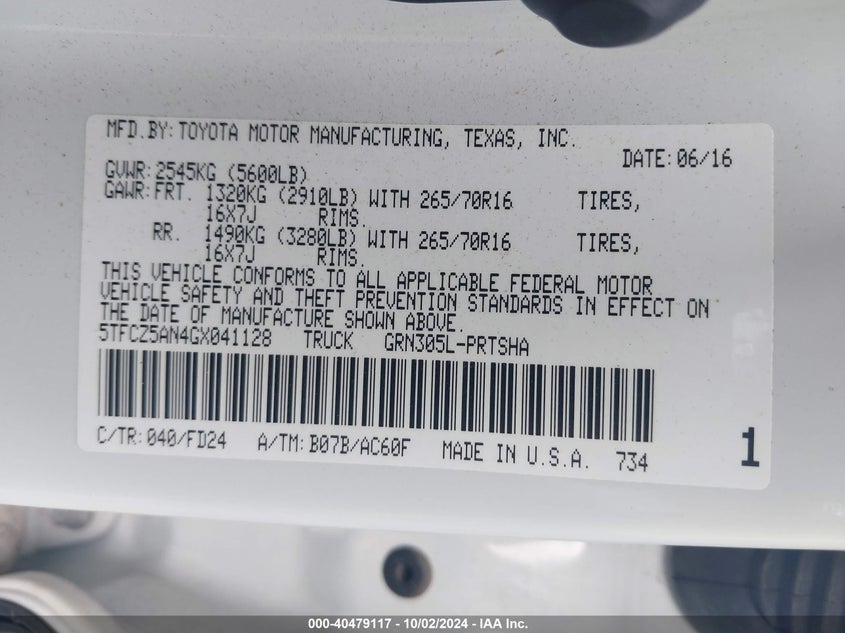 MFD.BY: TOYOTA MOTOR MANUFACTURING, TEXAS, INC.
DATE: 06/16
GVWR: 2545KG (5600LB)
GAWR: FRT. 1320KG (2910LB) WITH 265/70R16 TIRES,
16X7J RIMS.
RR. 1490KG (3280LB) WITH 265/70R16 TIRES,
16X7J RIMS.
THIS VEHICLE CONFORMS TO ALL APPLICABLE FEDERAL MOTOR
VEHICLE SAFETY AND THEFT PREVENTION STANDARDS IN EFFECT ON
THE DATE OF MANUFACTURE SHOWN ABOVE.
5TFCZ5AN4GX041128 TRUCK GRN305L-PRTSHA
C/TR: 040/FD24 A/TM: B07B/AC60F MADE IN U.S.A. 734
1
000-40479117 - 10/02/2024 - IAA Inc.